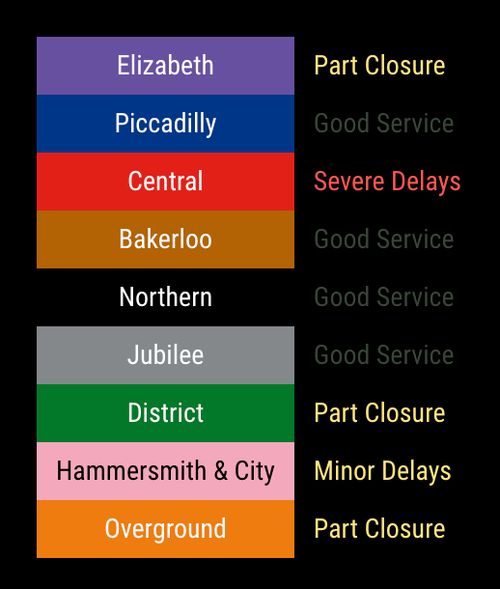 Elizabeth Part Closure
Piccadilly Good Service
Central Severe Delays
Bakerloo Good Service
Northern Good Service
Jubilee Good Service
District Part Closure
Hammersmith & City Minor Delays
Overground Part Closure